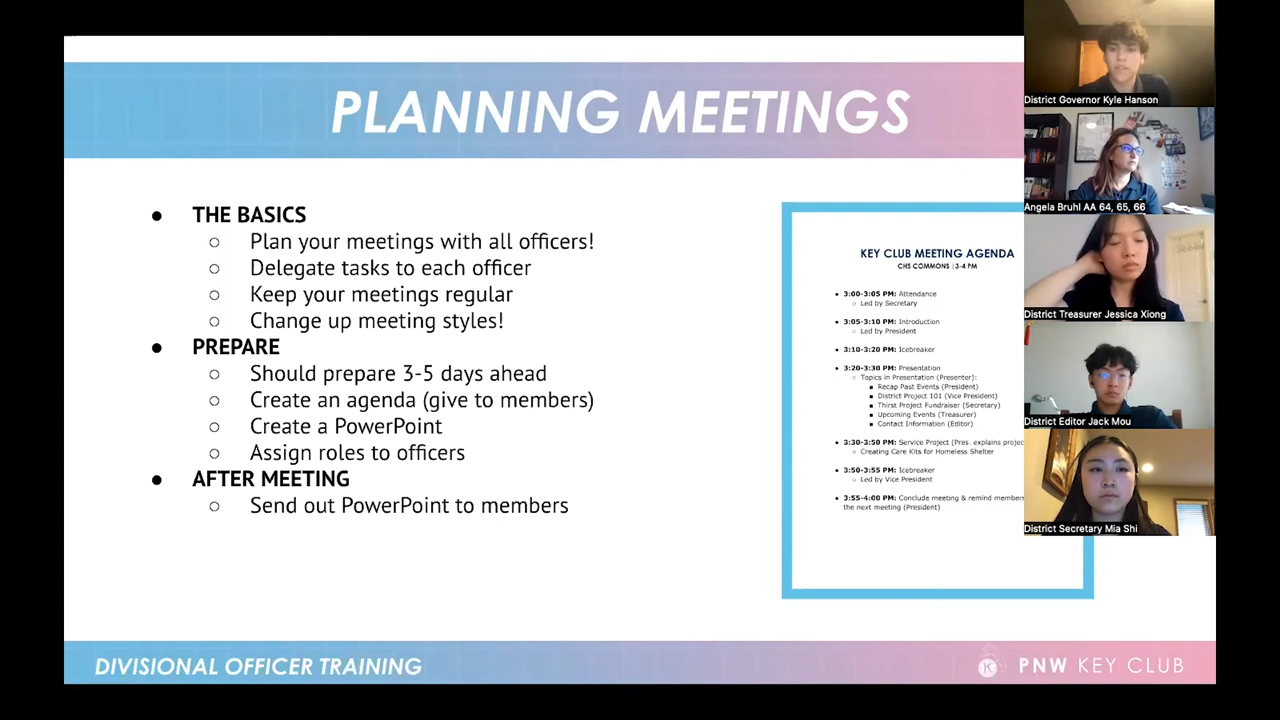 PLANNING MEETINGS
● THE BASICS
○ Plan your meetings with all officers!
○ Delegate tasks to each officer
○ Keep your meetings regular
○ Change up meeting styles!
● PREPARE
○ Should prepare 3-5 days ahead
○ Create an agenda (give to members)
○ Create a PowerPoint
○ Assign roles to officers
● AFTER MEETING
○ Send out PowerPoint to members
KEY CLUB MEETING AGENDA
CHS COMMONS |3-4 PM
• 3:00-3:05 PM: Attendance
○ Led by Secretary
• 3:05-3:10 PM: Introduction
○ Led by President
• 3:10-3:20 PM: Icebreaker
• 3:20-3:30 PM: Presentation
○ Topics in Presentation (Presenter):
▪ Recap Past Events (President)
▪ District Project 101 (Vice President)
▪ Thirst Project Fundraiser (Secretary)
▪ Upcoming Events (Treasurer)
▪ Contact Information (Editor)
• 3:30-3:50 PM: Service Project (Pres. explains projec
○ Creating Care Kits for Homeless Shelter
• 3:50-3:55 PM: Icebreaker
○ Led by Vice President
• 3:55-4:00 PM: Conclude meeting & remind members
the next meeting (President)
District Governor Kyle Hanson
Angela Bruhl AA 64, 65, 66
District Treasurer Jessica Xiong
District Editor Jack Mou
District Secretary Mia Shi
DIVISIONAL OFFICER TRAINING
K
PNW KEY CLUB